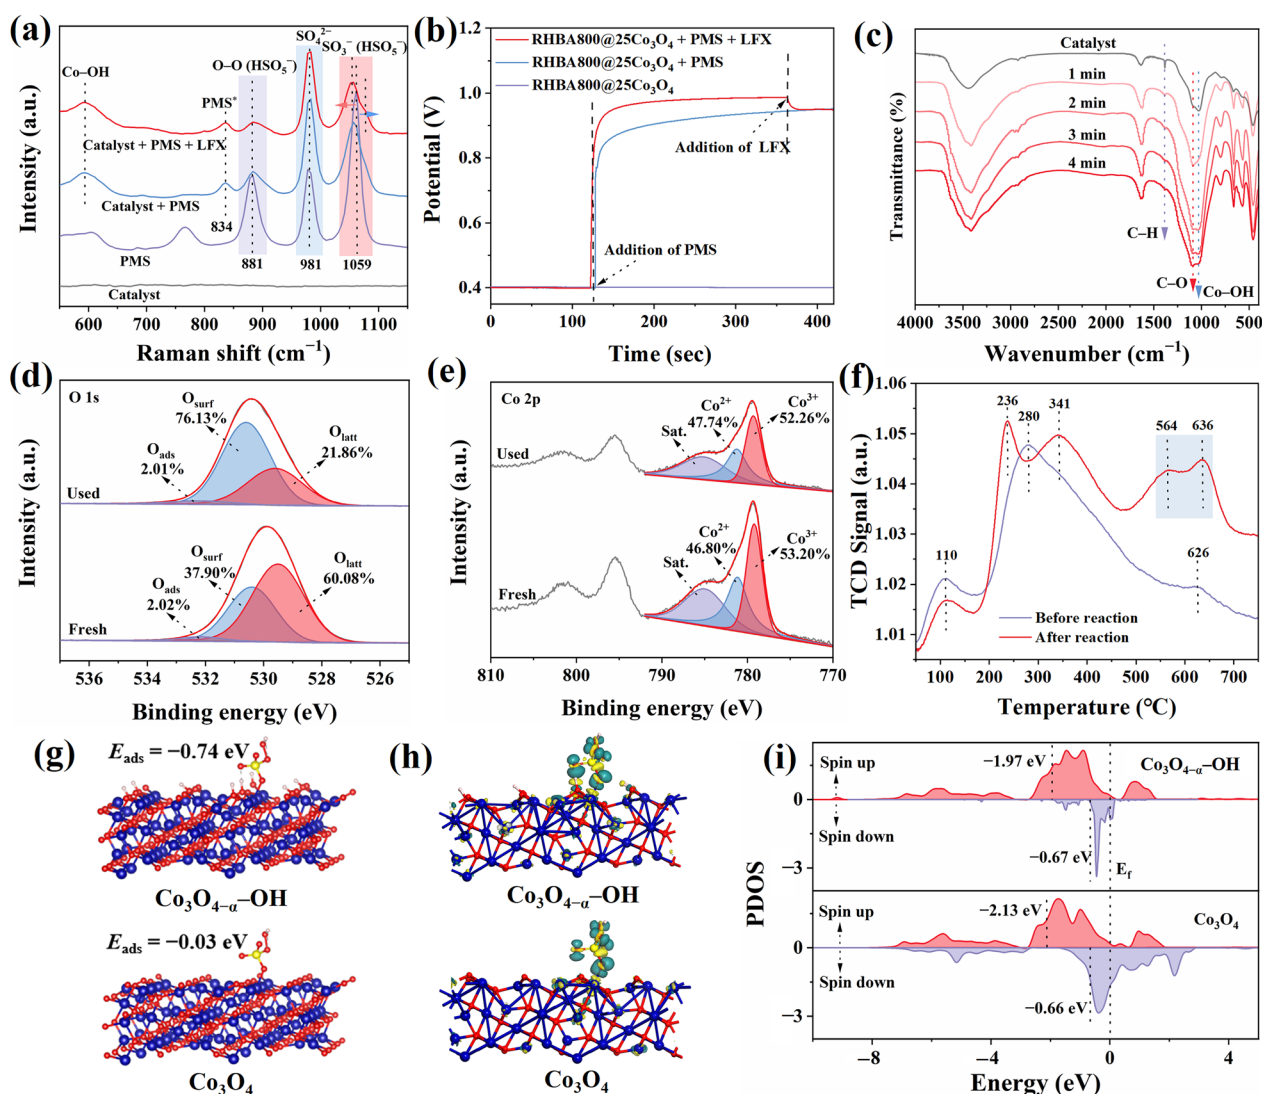 (a)
Intensity (a.u.)
Co–OH
PMS*
O–O (HSO₅⁻)
SO₄²⁻
SO₃⁻ (HSO₅⁻)
Catalyst + PMS + LFX
834
Catalyst + PMS
PMS
881
981
1059
Catalyst
600 700 800 900 1000 1100
Raman shift (cm⁻¹)
(b)
Potential (V)
1.2
1.0
0.8
0.6
0.4
RHBA800@25Co₃O₄ + PMS + LFX
RHBA800@25Co₃O₄ + PMS
RHBA800@25Co₃O₄
Addition of LFX
Addition of PMS
0 100 200 300 400
Time (sec)
(c)
Transmittance (%)
Catalyst
1 min
2 min
3 min
4 min
C–H
C–O
Co–OH
4000 3500 3000 2500 2000 1500 1000 500
Wavenumber (cm⁻¹)
(d)
Intensity (a.u.)
O 1s
O_surf
76.13%
O_ads
2.01%
O_latt
21.86%
Used
O_surf
37.90%
O_ads
2.02%
O_latt
60.08%
Fresh
536 534 532 530 528 526
Binding energy (eV)
(e)
Intensity (a.u.)
Co 2p
Sat.
Co²⁺
47.74%
Co³⁺
52.26%
Used
Sat.
Co²⁺
46.80%
Co³⁺
53.20%
Fresh
810 800 790 780 770
Binding energy (eV)
(f)
TCD Signal (a.u.)
1.06
1.05
1.04
1.03
1.02
1.01
236
280
341
564
636
110
626
Before reaction
After reaction
100 200 300 400 500 600 700
Temperature (°C)
(g)
E_ads = −0.74 eV
Co₃O₄₋α–OH
E_ads = −0.03 eV
Co₃O₄
(h)
Co₃O₄₋α–OH
Co₃O₄
(i)
PDOS
Spin up
−1.97 eV
Co₃O₄₋α–OH
0
Spin down
−0.67 eV
E_f
−3
Spin up
−2.13 eV
Co₃O₄
0
Spin down
−0.66 eV
−3
−8 −4 0 4
Energy (eV)